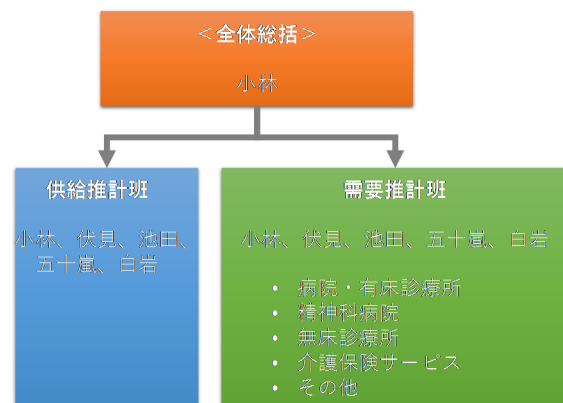 ＜全体総括＞
小林
供給推計班
小林、伏見、池田、
五十嵐、白岩
需要推計班
小林、伏見、池田、五十嵐、白岩
• 病院・有床診療所
• 精神科病院
• 無床診療所
• 介護保険サービス
• その他